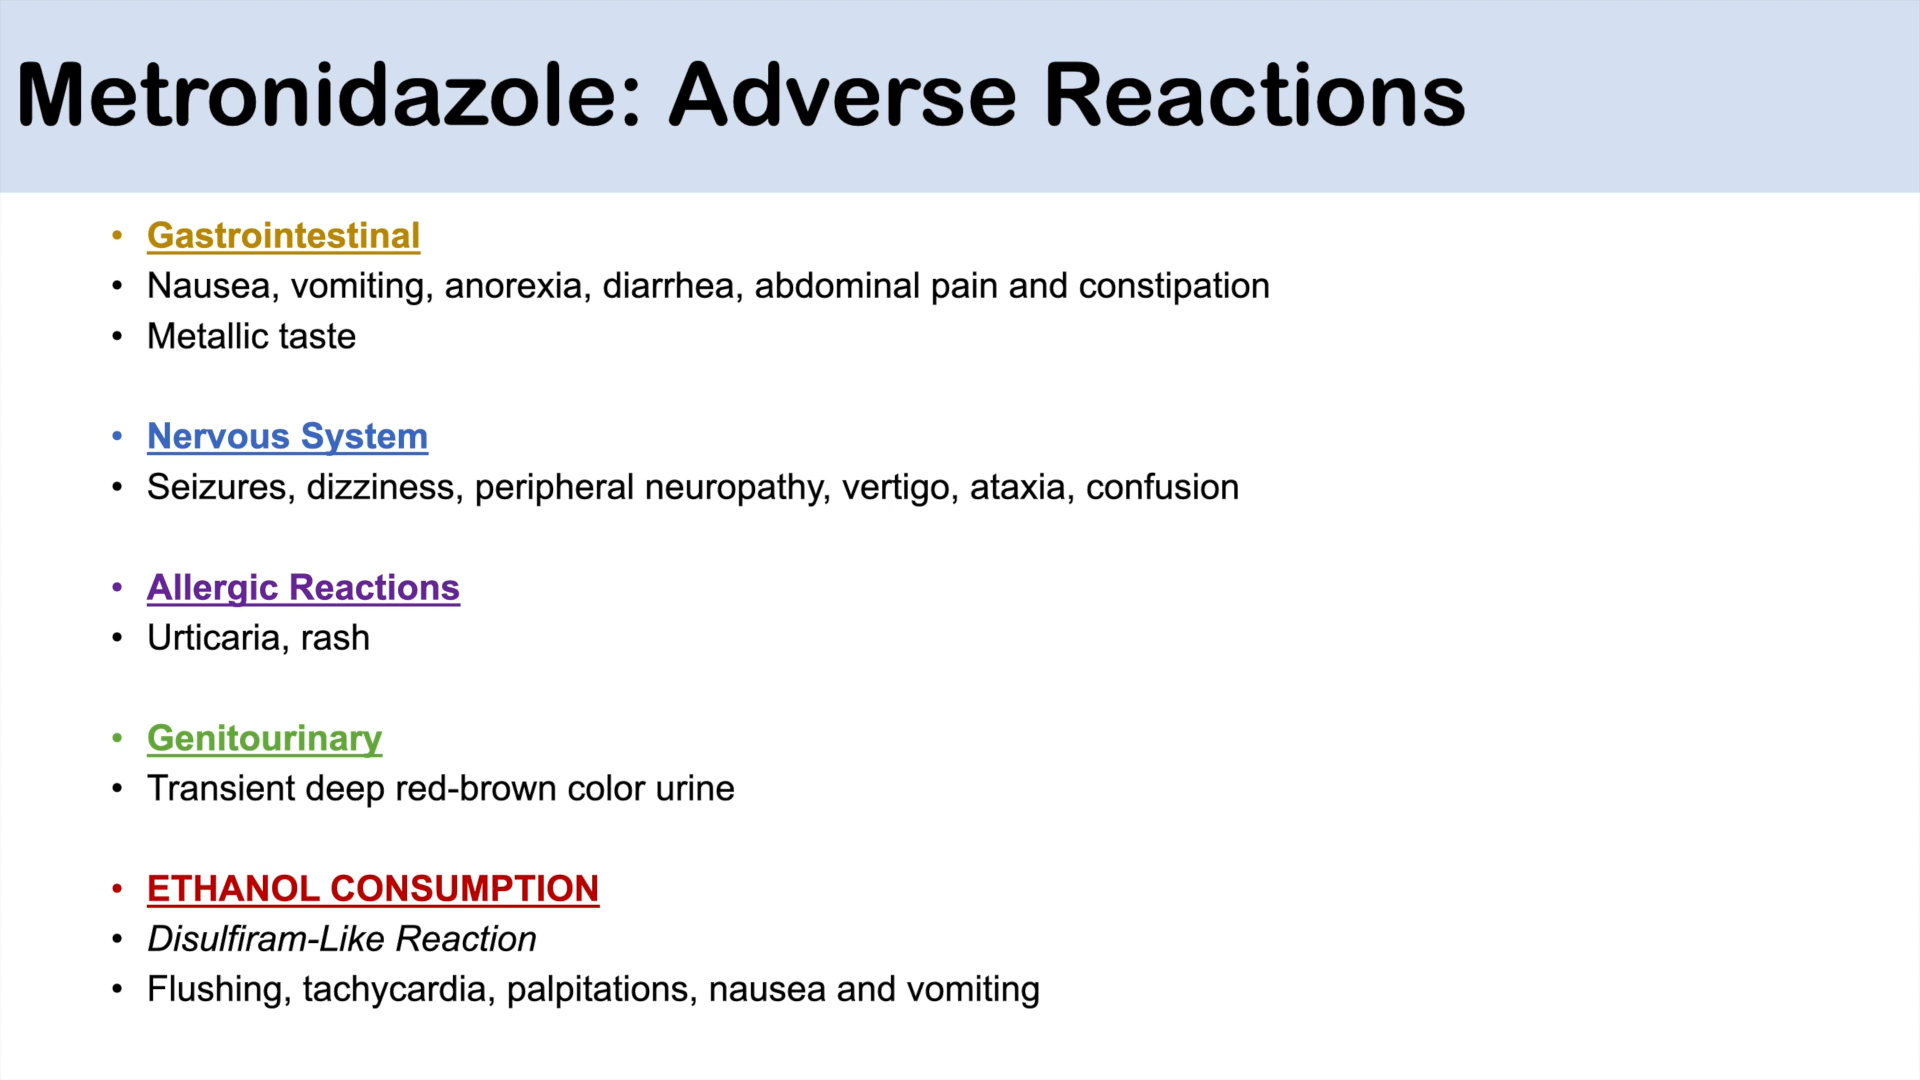 Metronidazole: Adverse Reactions
• Gastrointestinal
• Nausea, vomiting, anorexia, diarrhea, abdominal pain and constipation
• Metallic taste
• Nervous System
• Seizures, dizziness, peripheral neuropathy, vertigo, ataxia, confusion
• Allergic Reactions
• Urticaria, rash
• Genitourinary
• Transient deep red-brown color urine
• ETHANOL CONSUMPTION
• Disulfiram-Like Reaction
• Flushing, tachycardia, palpitations, nausea and vomiting